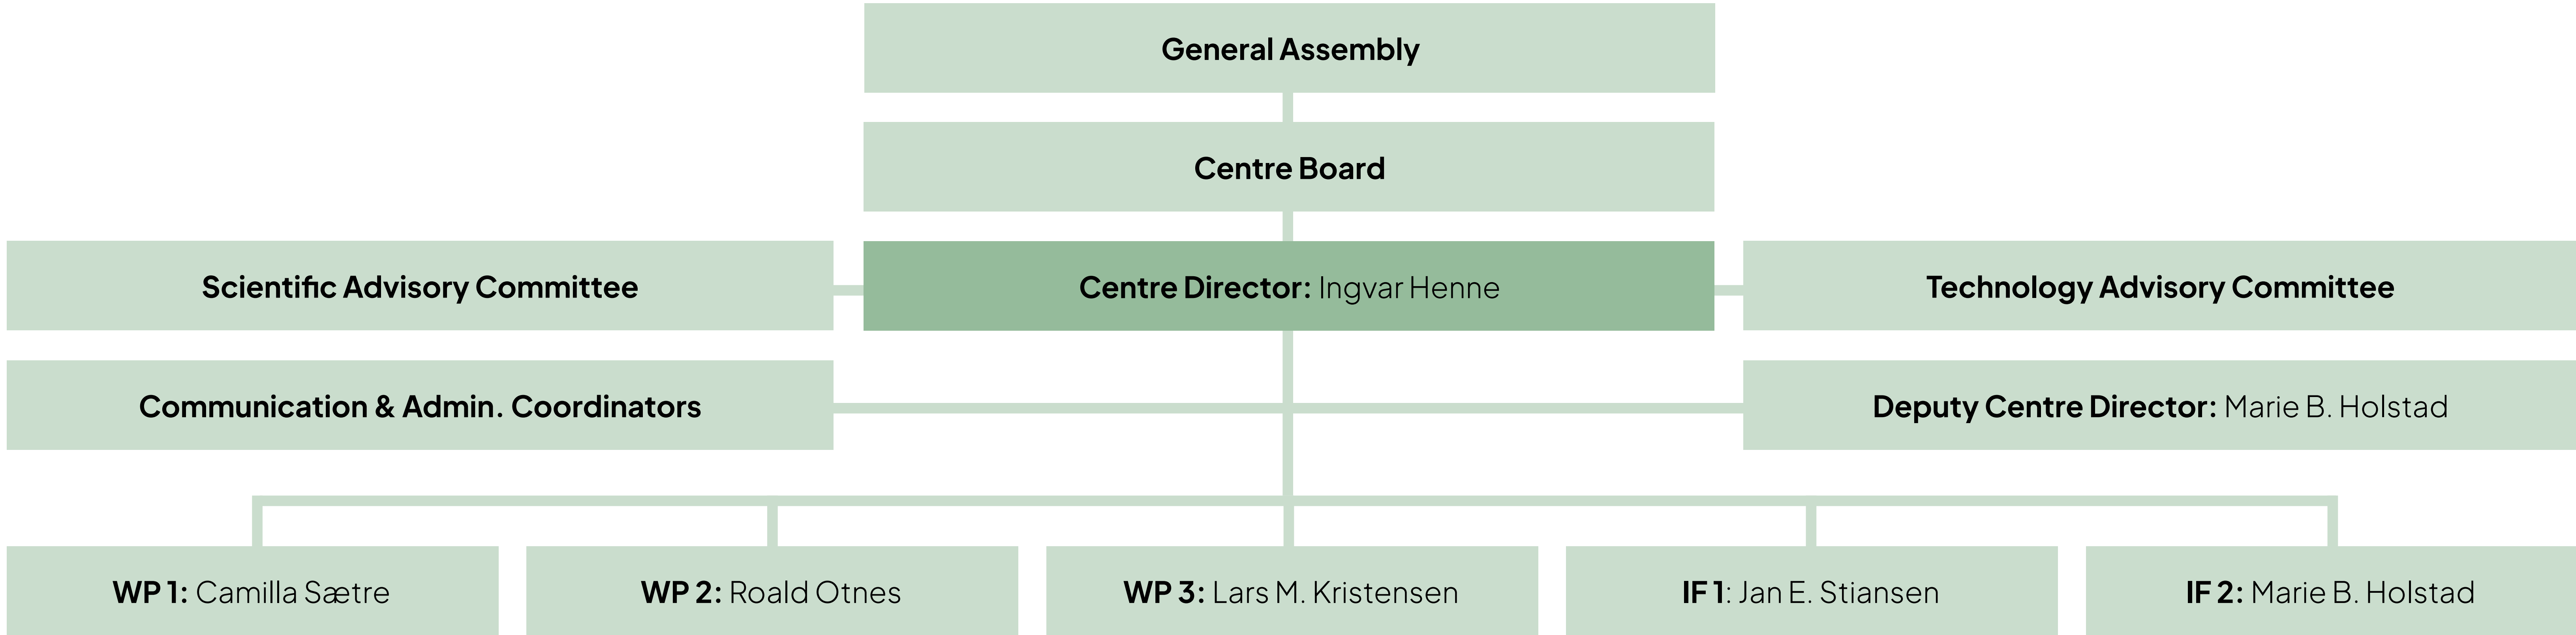 General Assembly
Centre Board
Scientific Advisory Committee
Centre Director: Ingvar Henne
Technology Advisory Committee
Communication & Admin. Coordinators
Deputy Centre Director: Marie B. Holstad
WP 1: Camilla Sætre
WP 2: Roald Otnes
WP 3: Lars M. Kristensen
IF 1: Jan E. Stiansen
IF 2: Marie B. Holstad